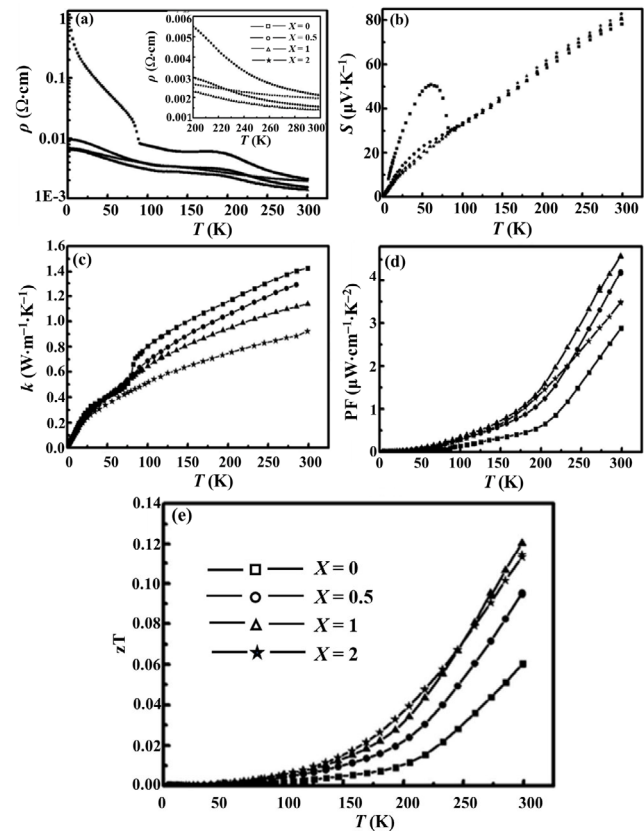 (a)
ρ (Ω·cm)
1
0.1
0.010
1E-3
0 50 100 150 200 250 300
T (K)
ρ (Ω·cm)
0.006
0.005
0.004
0.003
0.002
0.001
200 220 240 260 280 300
T (K)
X = 0
X = 0.5
X = 1
X = 2
(b)
S (μV·K⁻¹)
80
60
40
20
0
0 50 100 150 200 250 300
T (K)
(c)
k (W·m⁻¹·K⁻¹)
1.6
1.4
1.2
1.0
0.8
0.6
0.4
0.2
0.0
0 50 100 150 200 250 300
T (K)
(d)
PF (μW·cm⁻¹·K⁻²)
4
3
2
1
0
0 50 100 150 200 250 300
T (K)
(e)
zT
0.14
0.12
0.10
0.08
0.06
0.04
0.02
0.00
0 50 100 150 200 250 300
T (K)
X = 0
X = 0.5
X = 1
X = 2